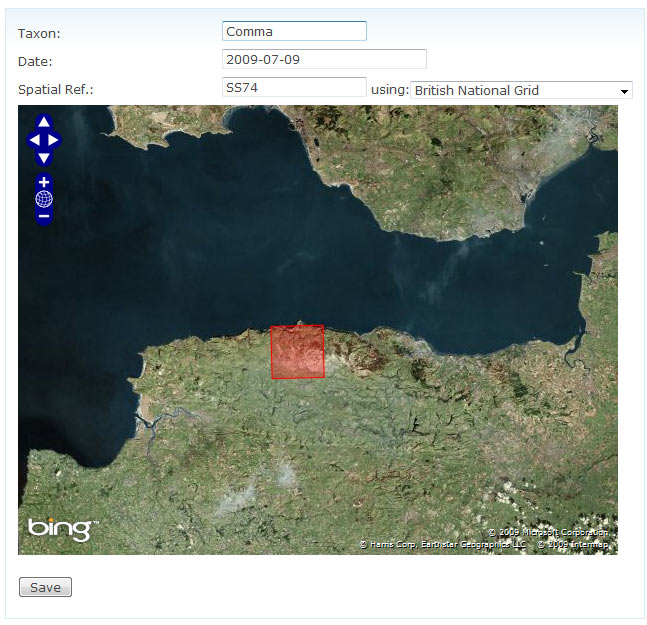 Taxon: Comma
Date: 2009-07-09
Spatial Ref.: SS74 using: British National Grid
bing™
© 2009 Microsoft Corporation
© Harris Corp, Earthstar Geographics LLC © 2009 Intermap
Save